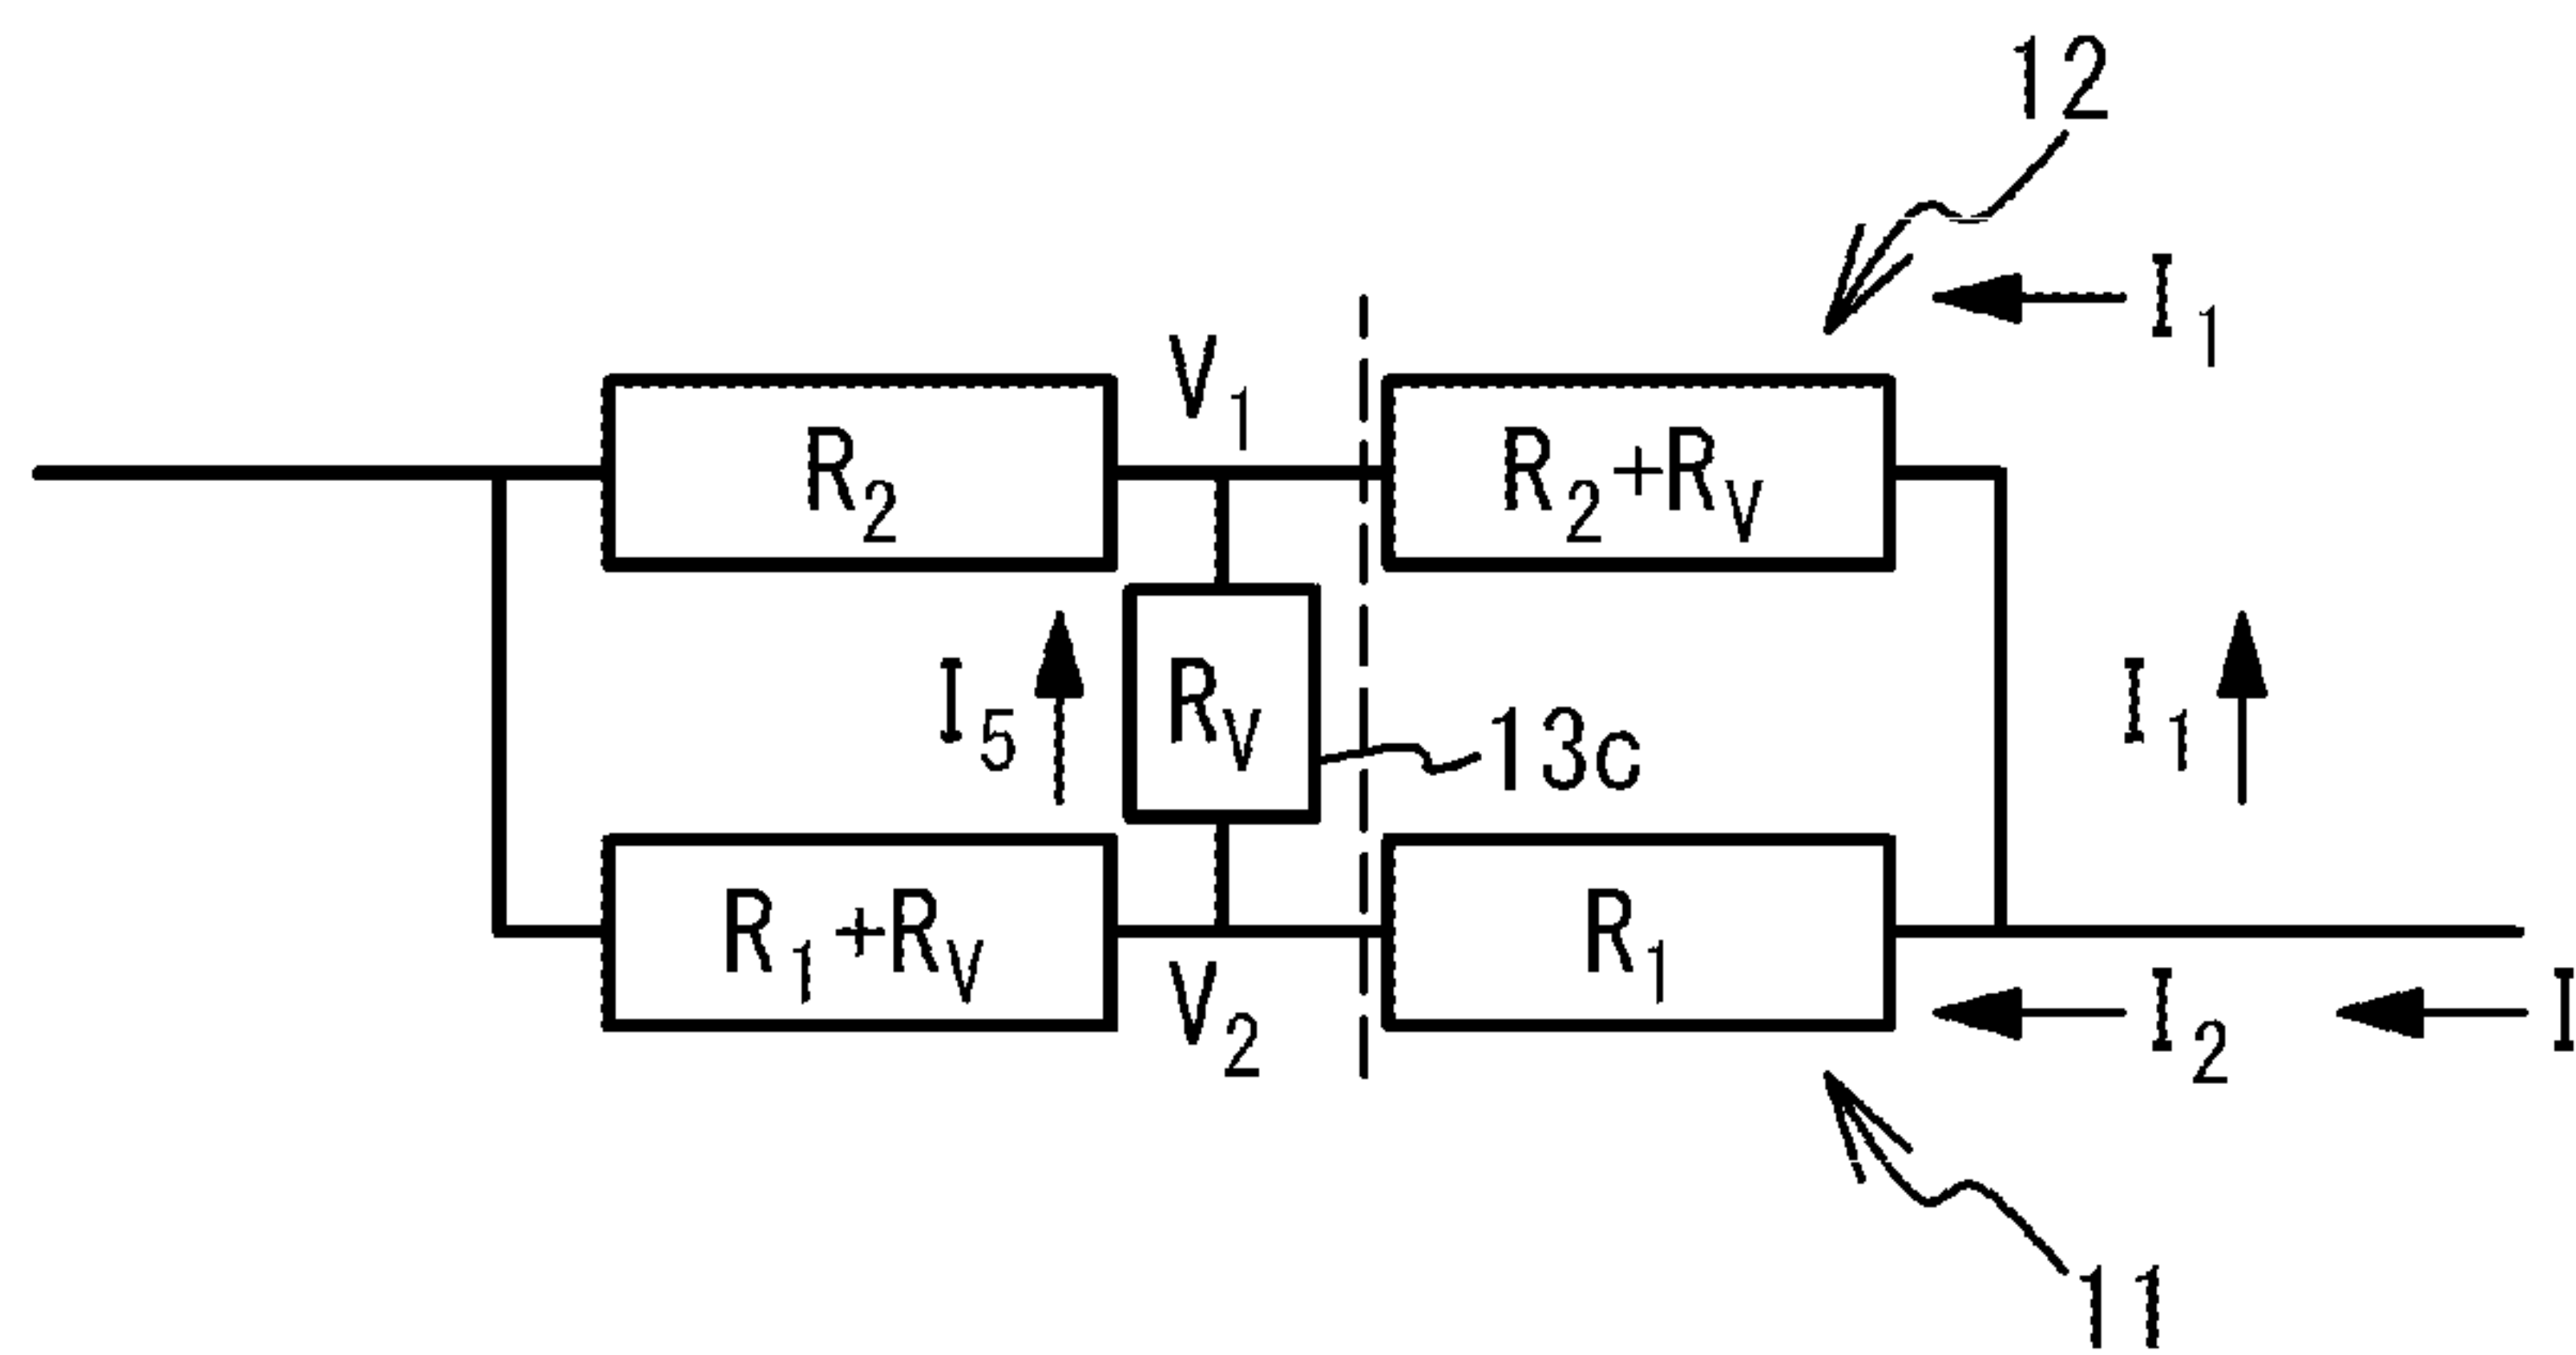 12
I₁
V₁
R₂
R₂+Rᵥ
I₅
Rᵥ
13c
I₁
R₁+Rᵥ
R₁
V₂
I₂
I
11